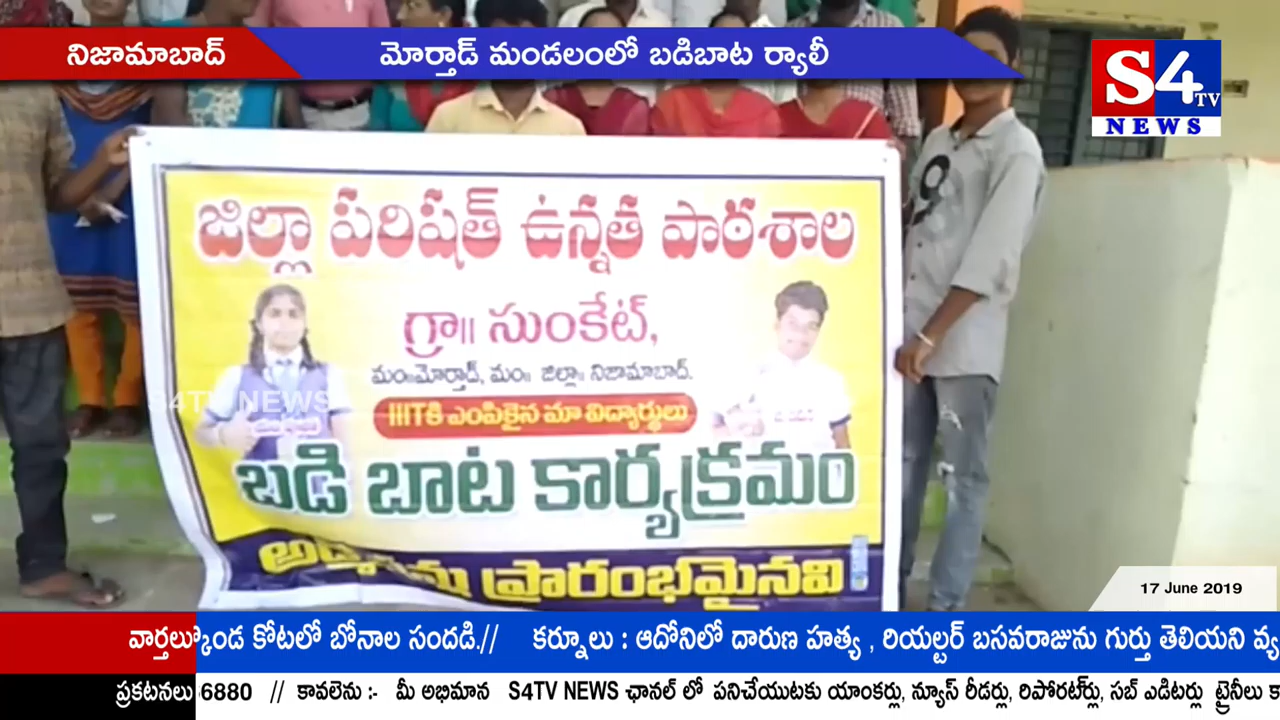 నిజామాబాద్
మోర్తాడ్ మండలంలో బడిబాట ర్యాలీ
S4
TV
NEWS
జిల్లా పరిషత్ ఉన్నత పాఠశాల
గ్రా॥ సుంకేట్,
మం॥మోర్తాడ్, మం॥ జిల్లా॥ నిజామాబాద్.
IIITకి ఎంపికైన మా విద్యార్థులు
S4TV NEWS
బడి బాట కార్యక్రమం
ప్రారంభమైనవి
17 June 2019
వార్తలు కొండ కోటలో బోనాల సందడి.// కర్నూలు : ఆదోనిలో దారుణ హత్య , రియల్టర్ బసవరాజును గుర్తు తెలియని వ్య
ప్రకటనలు 6880 // కావలెను :- మీ అభిమాన S4TV NEWS ఛానల్ లో పనిచేయుటకు యాంకర్లు, న్యూస్ రీడర్లు, రిపోర్టర్లు, సబ్ ఎడిటర్లు ట్రైనీలు కా